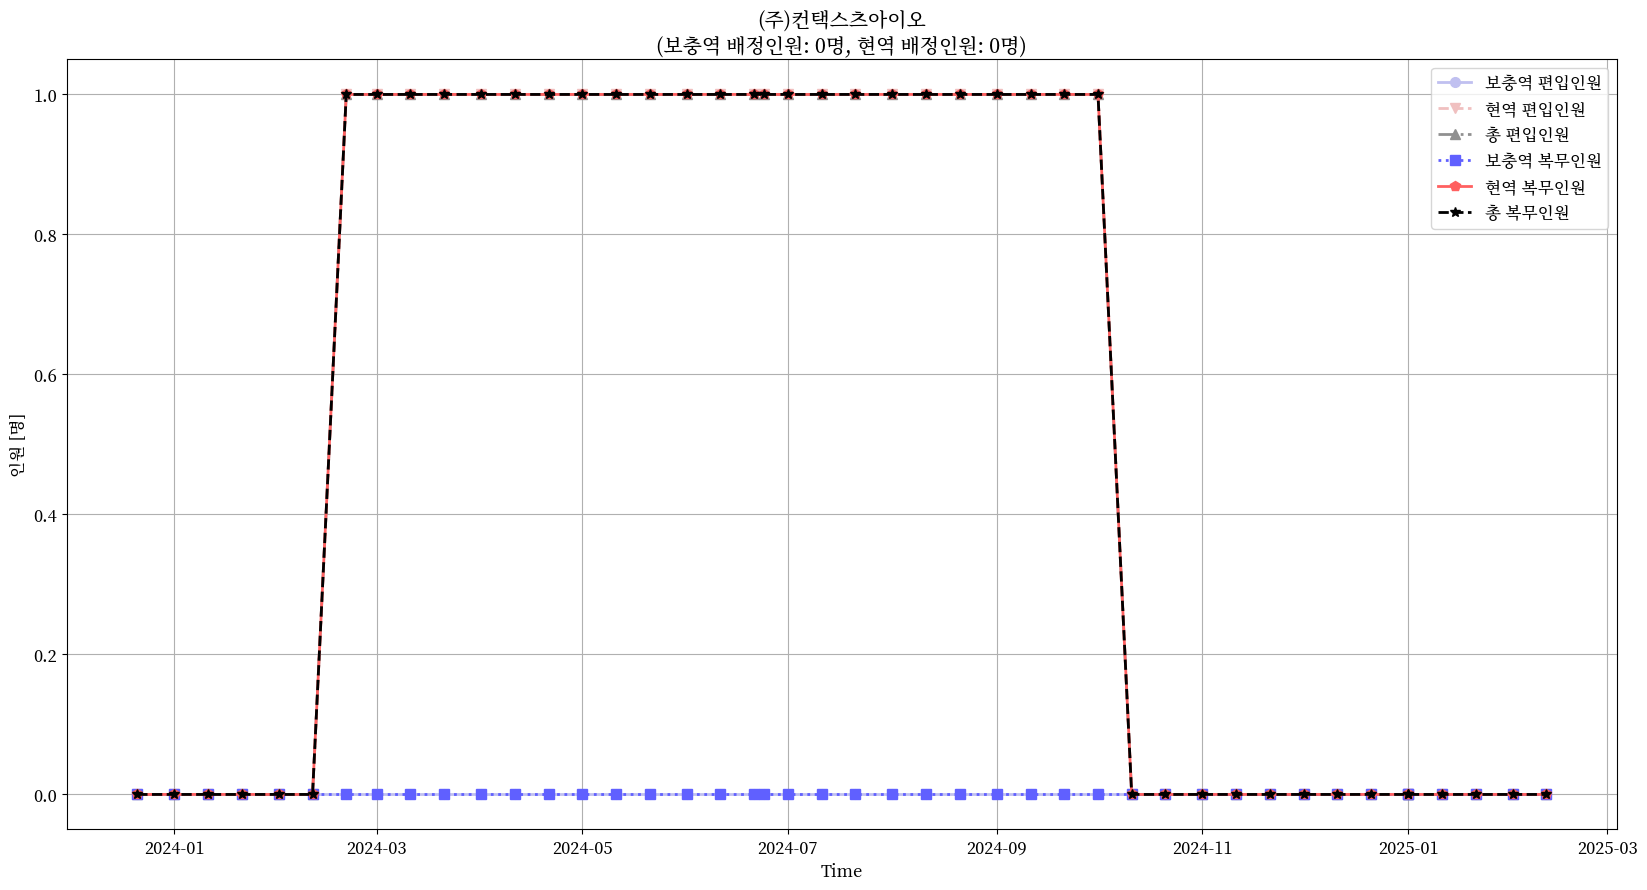 (주)컨택스츠아이오
(보충역 배정인원: 0명, 현역 배정인원: 0명)
보충역 편입인원
현역 편입인원
총 편입인원
보충역 복무인원
현역 복무인원
총 복무인원
인원 [명]
1.0
0.8
0.6
0.4
0.2
0.0
2024-01 2024-03 2024-05 2024-07 2024-09 2024-11 2025-01 2025-03
Time